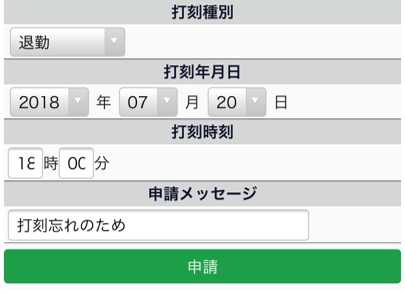 打刻種別
退勤
打刻年月日
2018 年 07 月 20 日
打刻時刻
18 時 00 分
申請メッセージ
打刻忘れのため
申請